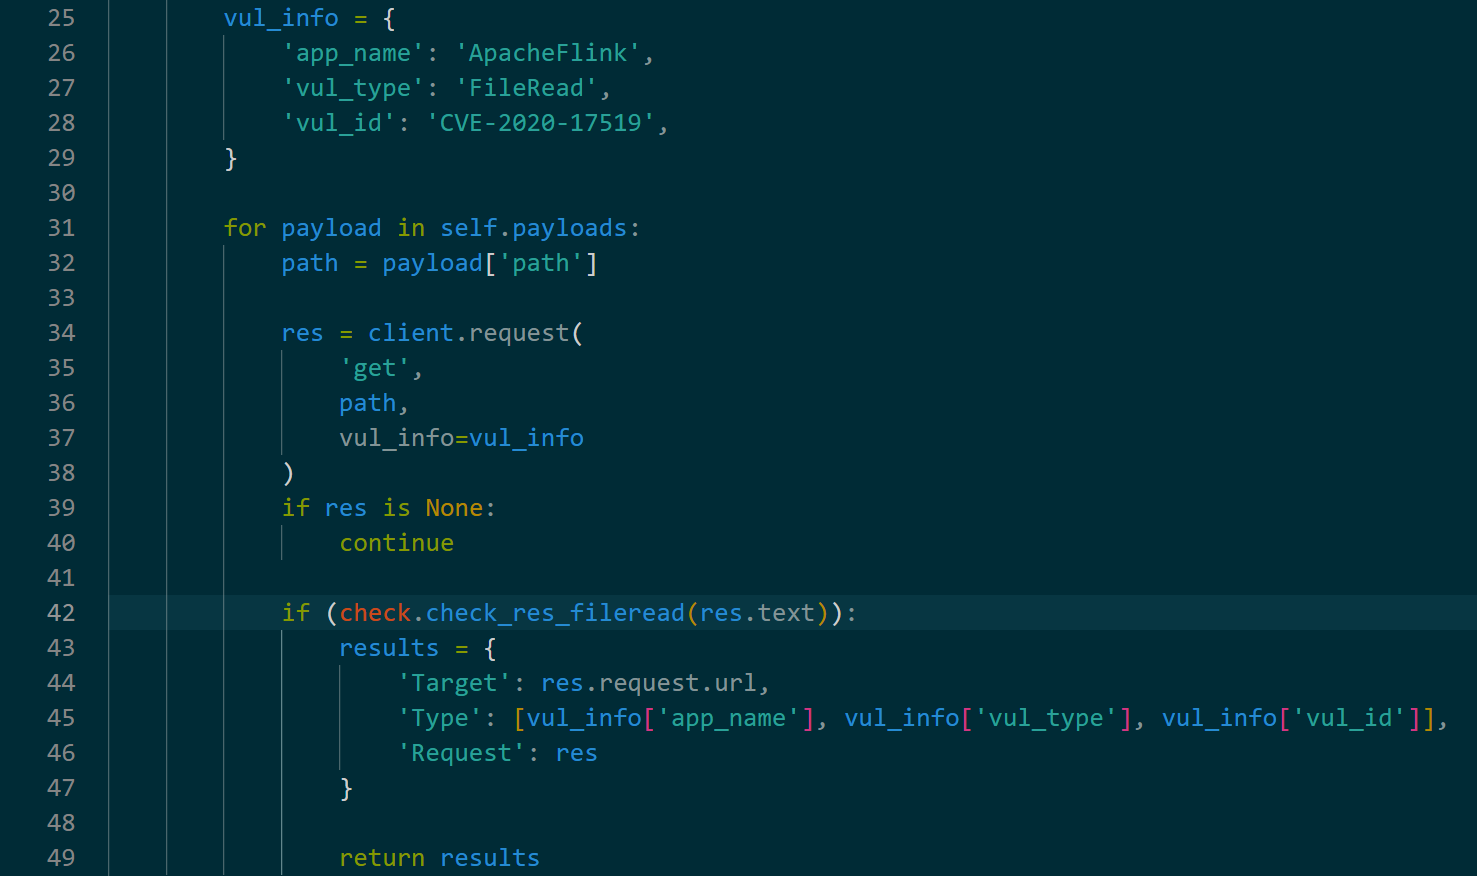 25 vul_info = {
26 'app_name': 'ApacheFlink',
27 'vul_type': 'FileRead',
28 'vul_id': 'CVE-2020-17519',
29 }
30
31 for payload in self.payloads:
32 path = payload['path']
33
34 res = client.request(
35 'get',
36 path,
37 vul_info=vul_info
38 )
39 if res is None:
40 continue
41
42 if (check.check_res_fileread(res.text)):
43 results = {
44 'Target': res.request.url,
45 'Type': [vul_info['app_name'], vul_info['vul_type'], vul_info['vul_id']],
46 'Request': res
47 }
48
49 return results